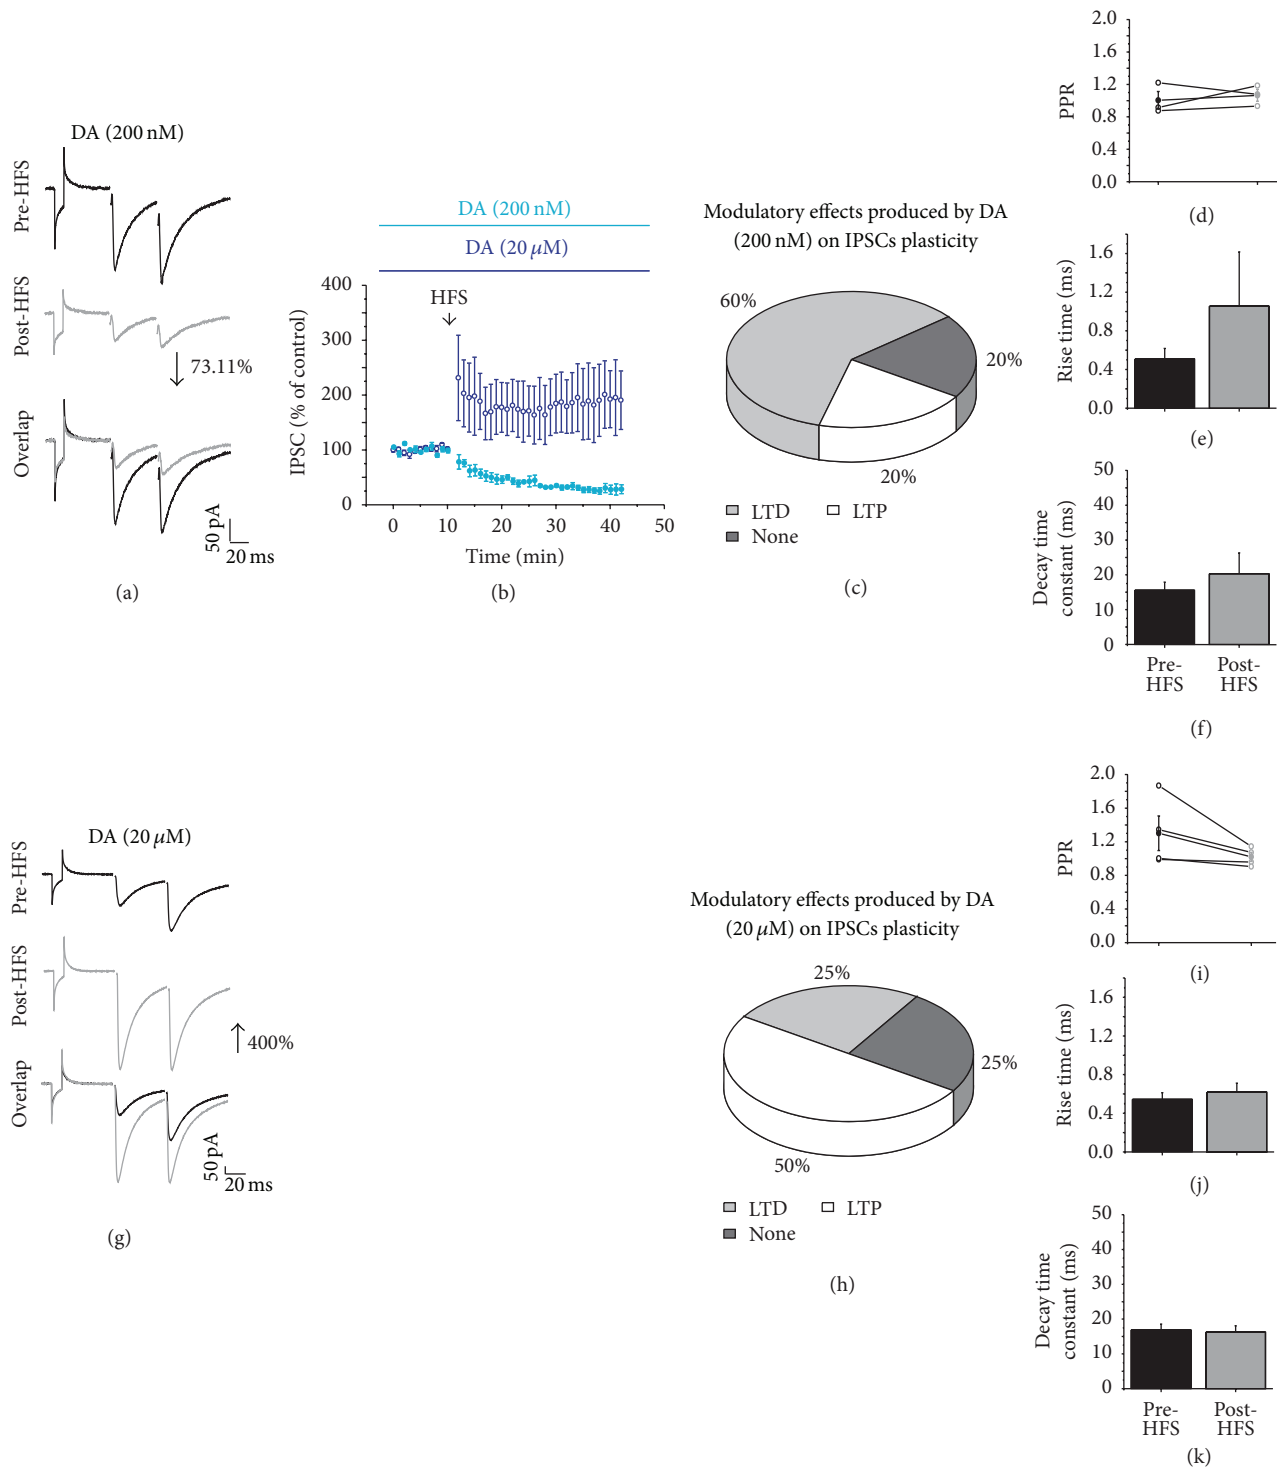 DA (200 nM)
Pre-HFS
Post-HFS
73.11%
Overlap
50 pA
20 ms
(a)
DA (200 nM)
DA (20 μM)
HFS
IPSC (% of control)
400
300
200
100
0
0
10
20
30
40
50
Time (min)
(b)
Modulatory effects produced by DA
(200 nM) on IPSCs plasticity
60%
20%
20%
LTD
LTP
None
(c)
PPR
2.0
1.6
1.2
0.8
0.4
0.0
(d)
Rise time (ms)
1.6
1.2
0.8
0.4
0.0
(e)
Decay time
constant (ms)
50
40
30
20
10
0
Pre-
HFS
Post-
HFS
(f)
DA (20 μM)
Pre-HFS
Post-HFS
400%
Overlap
50 pA
20 ms
(g)
Modulatory effects produced by DA
(20 μM) on IPSCs plasticity
25%
25%
50%
LTD
LTP
None
(h)
PPR
2.0
1.6
1.2
0.8
0.4
0.0
(i)
Rise time (ms)
1.6
1.2
0.8
0.4
0.0
(j)
Decay time
constant (ms)
50
40
30
20
10
0
Pre-
HFS
Post-
HFS
(k)